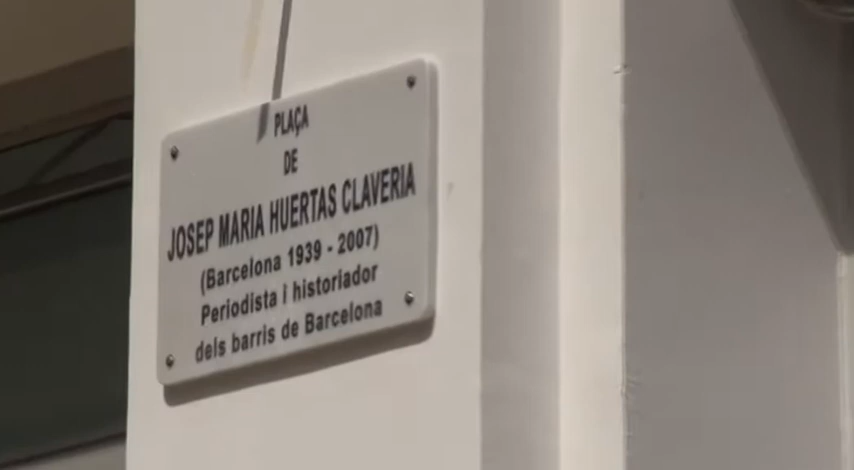 PLAÇA
DE
JOSEP MARIA HUERTAS CLAVERIA
(Barcelona 1939 - 2007)
Periodista i historiador
dels barris de Barcelona